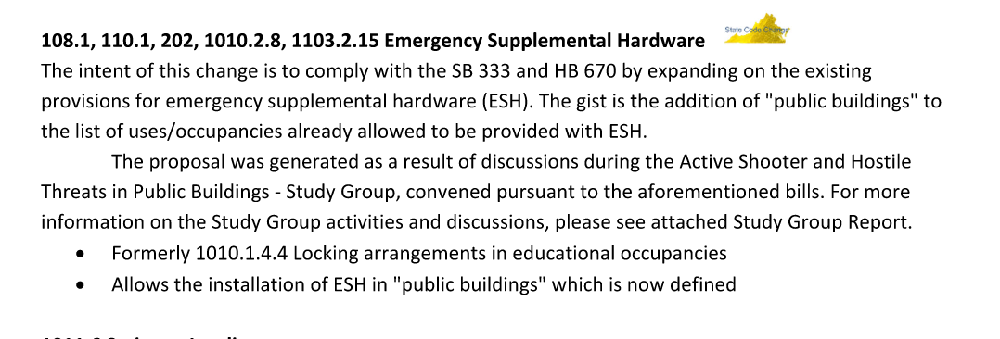 108.1, 110.1, 202, 1010.2.8, 1103.2.15 Emergency Supplemental Hardware
State Code Change
The intent of this change is to comply with the SB 333 and HB 670 by expanding on the existing
provisions for emergency supplemental hardware (ESH). The gist is the addition of "public buildings" to
the list of uses/occupancies already allowed to be provided with ESH.
The proposal was generated as a result of discussions during the Active Shooter and Hostile
Threats in Public Buildings - Study Group, convened pursuant to the aforementioned bills. For more
information on the Study Group activities and discussions, please see attached Study Group Report.
• Formerly 1010.1.4.4 Locking arrangements in educational occupancies
• Allows the installation of ESH in "public buildings" which is now defined